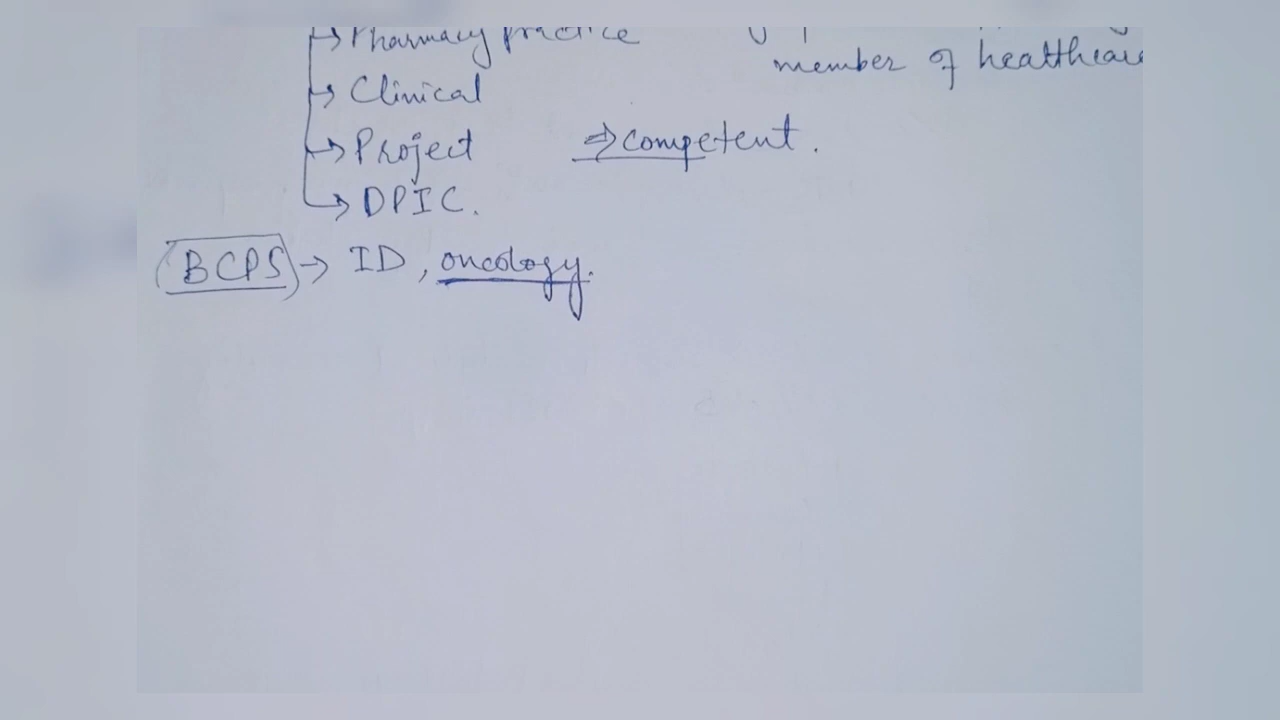 → Pharmacy practice
member of healthcare
→ Clinical
→ Project ⇒ competent.
→ DPIC.
(BCPS) → ID, oncology.